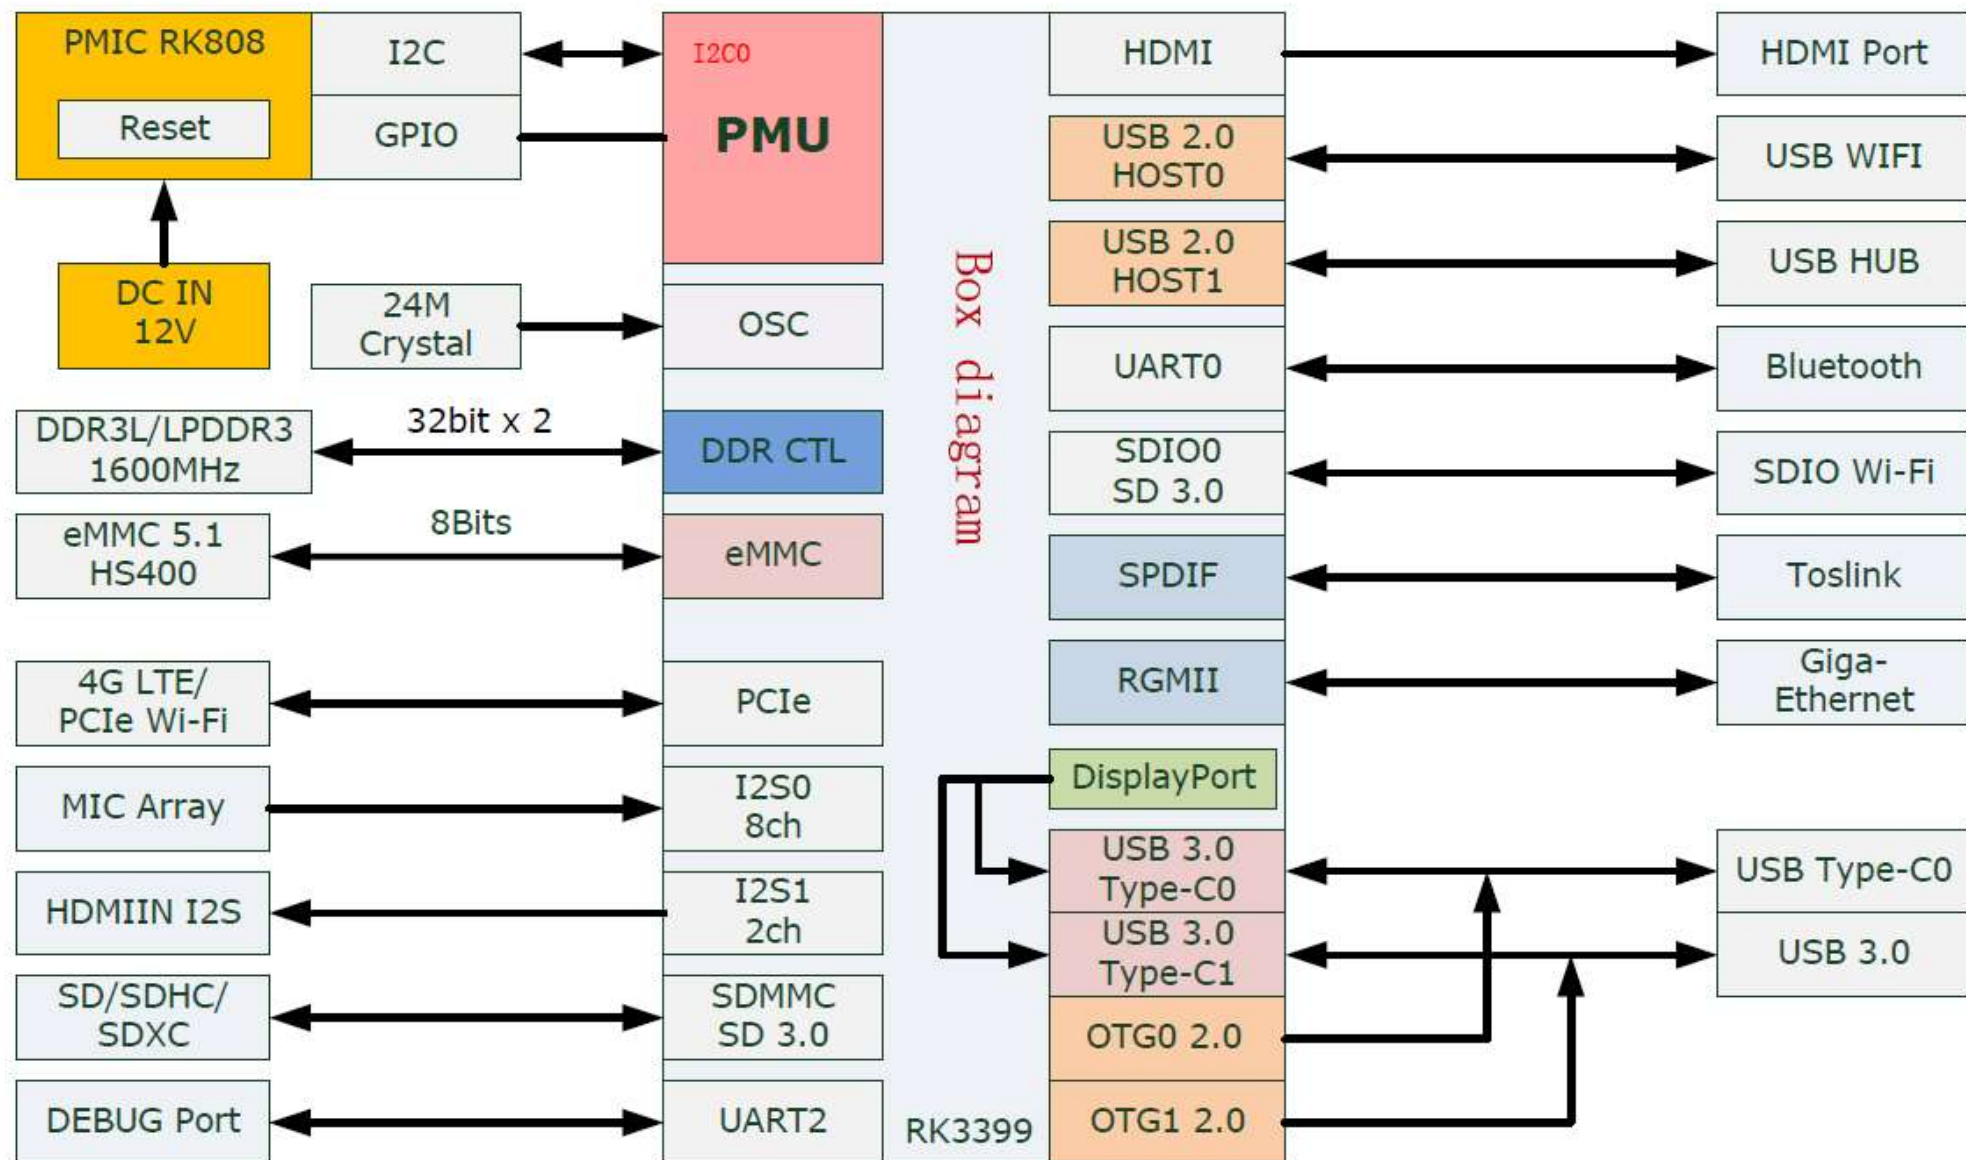 PMIC RK808
Reset
I2C
GPIO
DC IN
12V
24M
Crystal
DDR3L/LPDDR3
1600MHz
32bit x 2
eMMC 5.1
HS400
8Bits
4G LTE/
PCIe Wi-Fi
MIC Array
HDMIIN I2S
SD/SDHC/
SDXC
DEBUG Port
I2C0
PMU
OSC
DDR CTL
eMMC
PCIe
I2S0
8ch
I2S1
2ch
SDMMC
SD 3.0
UART2
Box diagram
RK3399
HDMI
USB 2.0
HOST0
USB 2.0
HOST1
UART0
SDIO0
SD 3.0
SPDIF
RGMII
DisplayPort
USB 3.0
Type-C0
USB 3.0
Type-C1
OTG0 2.0
OTG1 2.0
HDMI Port
USB WIFI
USB HUB
Bluetooth
SDIO Wi-Fi
Toslink
Giga-
Ethernet
USB Type-C0
USB 3.0